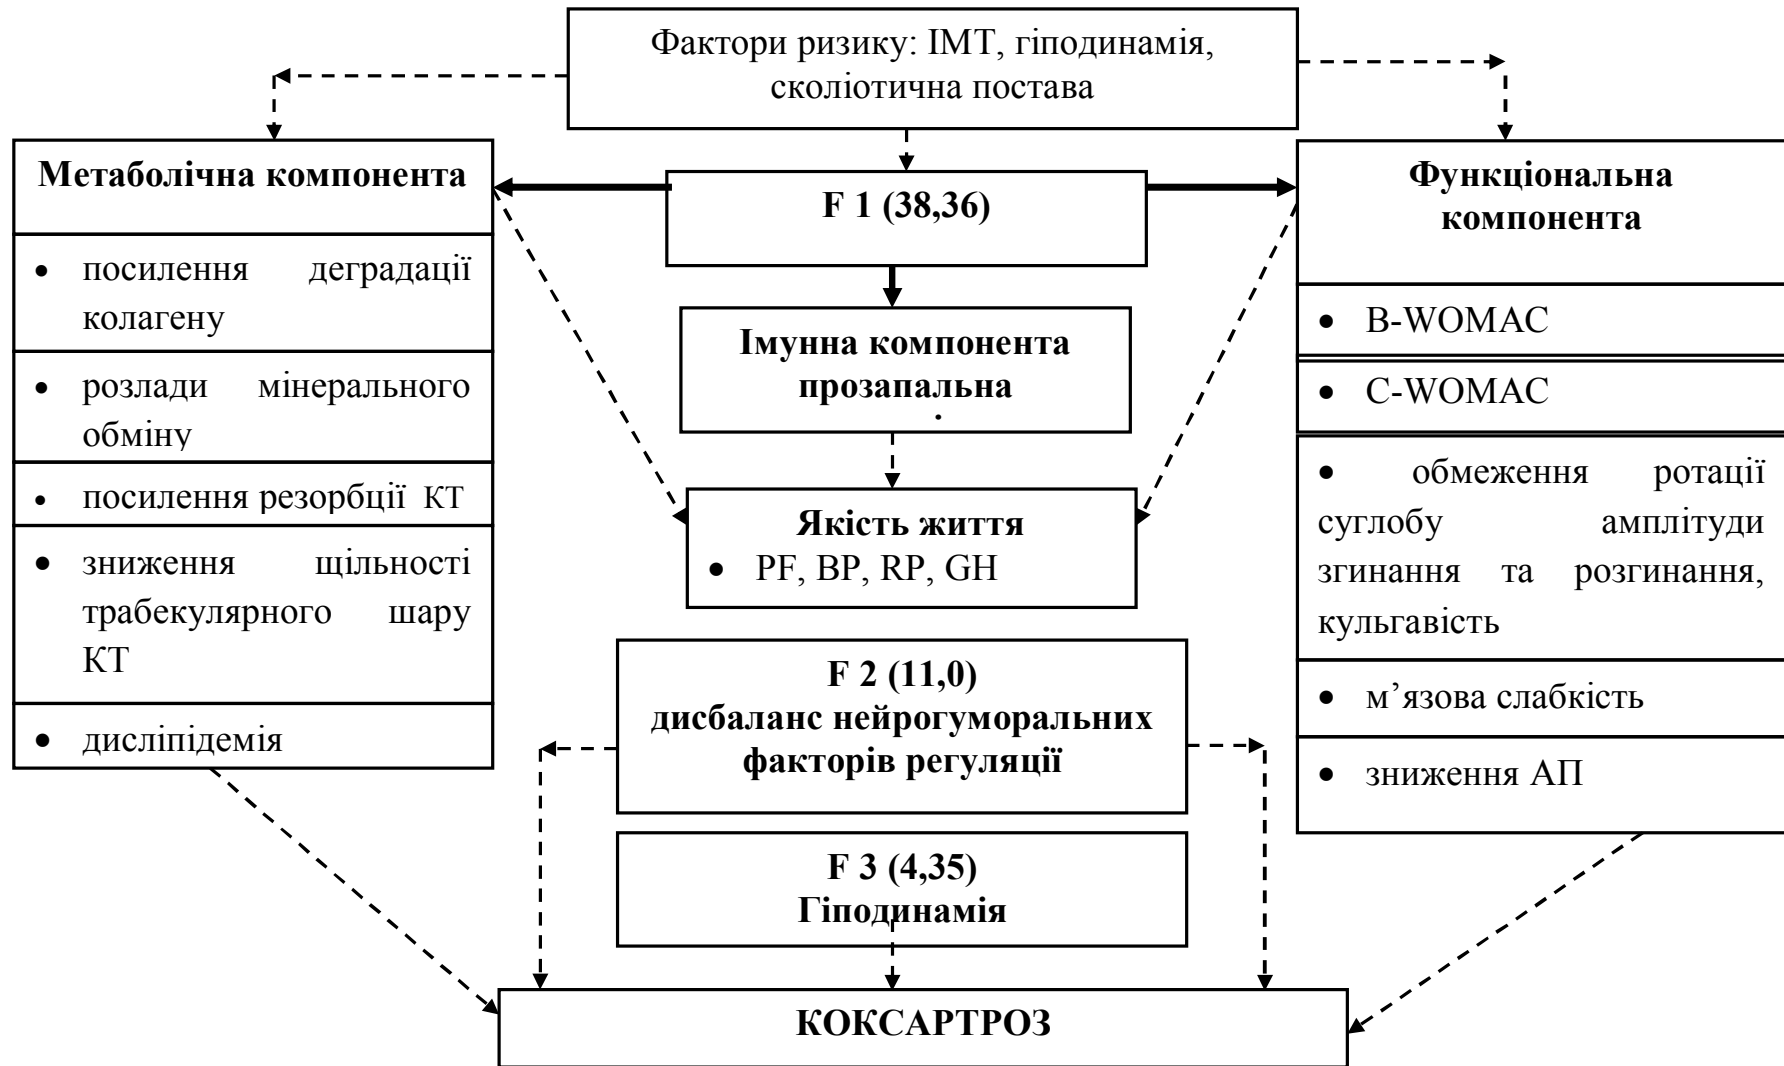 Фактори ризику: ІМТ, гіподинамія,
сколіотична постава
Метаболічна компонента
• посилення деградації
колагену
• розлади мінерального
обміну
• посилення резорбції КТ
• зниження щільності
трабекулярного шару
КТ
• дисліпідемія
F 1 (38,36)
Імунна компонента
прозапальна
Якість життя
• PF, BP, RP, GH
F 2 (11,0)
дисбаланс нейрогуморальних
факторів регуляції
F 3 (4,35)
Гіподинамія
Функціональна
компонента
• B-WOMAC
• C-WOMAC
• обмеження ротації
суглобу амплітуди
згинання та розгинання,
кульгавість
• м’язова слабкість
• зниження АП
КОКСАРТРОЗ